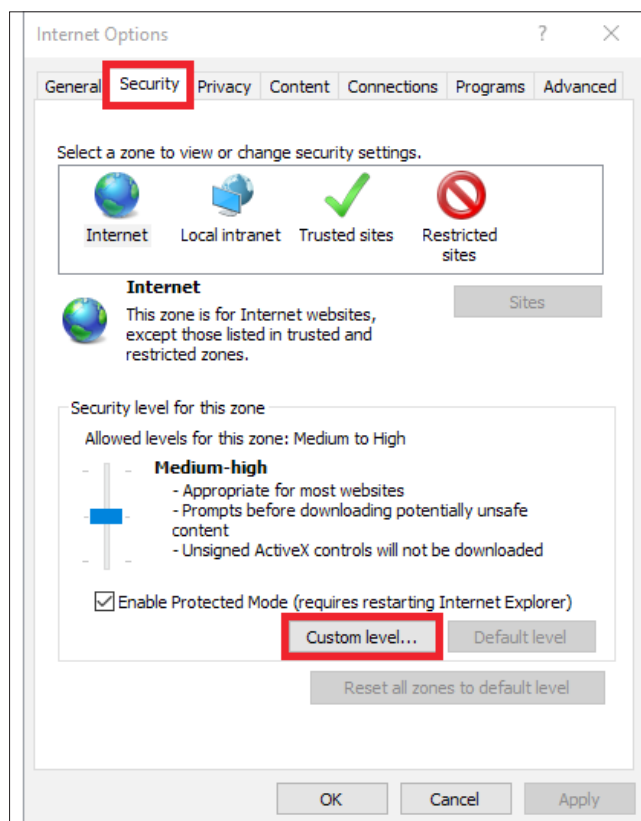 Internet Options
?
General Security Privacy Content Connections Programs Advanced
Select a zone to view or change security settings.
Internet Local intranet Trusted sites Restricted
sites
Internet
Sites
This zone is for Internet websites,
except those listed in trusted and
restricted zones.
Security level for this zone
Allowed levels for this zone: Medium to High
Medium-high
- Appropriate for most websites
- Prompts before downloading potentially unsafe
content
- Unsigned ActiveX controls will not be downloaded
Enable Protected Mode (requires restarting Internet Explorer)
Custom level... Default level
Reset all zones to default level
OK Cancel Apply